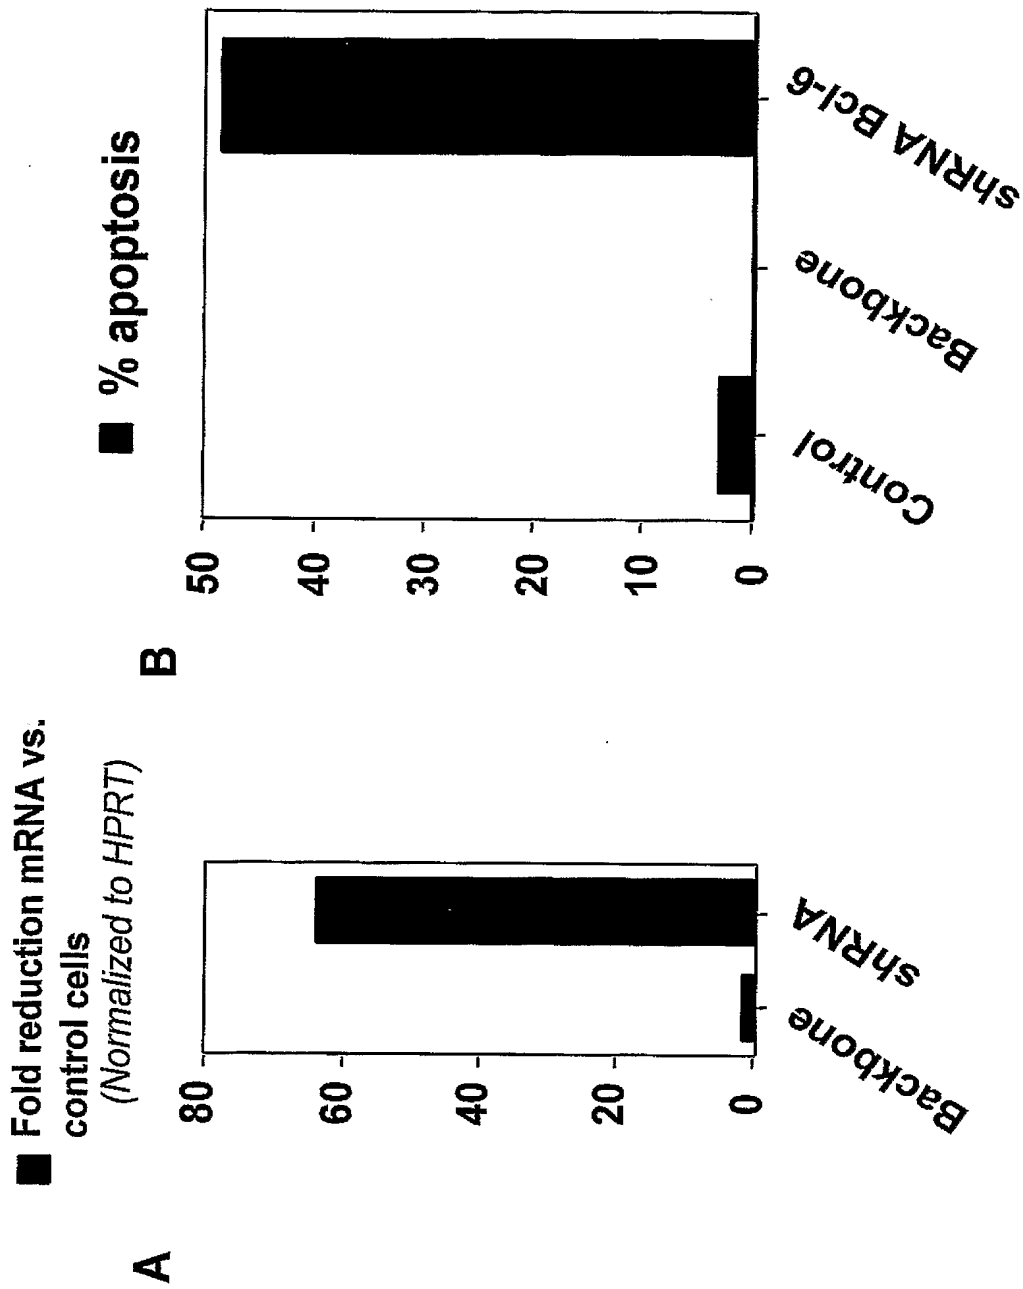 A
■ Fold reduction mRNA vs.
control cells
(Normalized to HPRT)
80
60
40
20
0
Backbone
shRNA
B
■ % apoptosis
50
40
30
20
10
0
Control
Backbone
shRNA Bcl-6